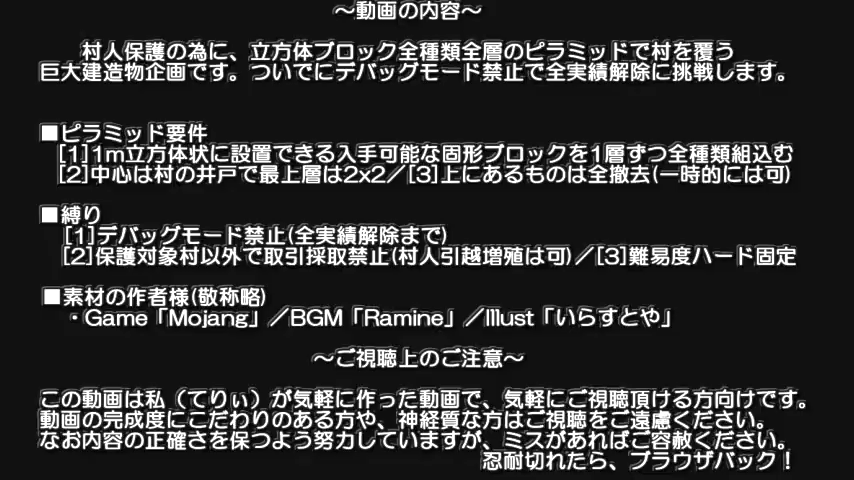 ～動画の内容～
村人保護の為に、立方体ブロック全種類全層のピラミッドで村を覆う
巨大建造物企画です。ついでにデバッグモード禁止で全実績解除に挑戦します。
■ピラミッド要件
[1]1m立方体状に設置できる入手可能な固形ブロックを1層ずつ全種類組込む
[2]中心は村の井戸で最上層は2x2／[3]上にあるものは全撤去(一時的には可)
■縛り
[1]デバッグモード禁止(全実績解除まで)
[2]保護対象村以外で取引採取禁止(村人引越増殖は可)／[3]難易度ハード固定
■素材の作者様(敬称略)
・Game「Mojang」／BGM「Ramine」／Illust「いらすとや」
～ご視聴上のご注意～
この動画は私（てりぃ）が気軽に作った動画で、気軽にご視聴頂ける方向けです。
動画の完成度にこだわりのある方や、神経質な方はご視聴をご遠慮ください。
なお内容の正確さを保つよう努力していますが、ミスがあればご容赦ください。
忍耐切れたら、ブラウザバック！